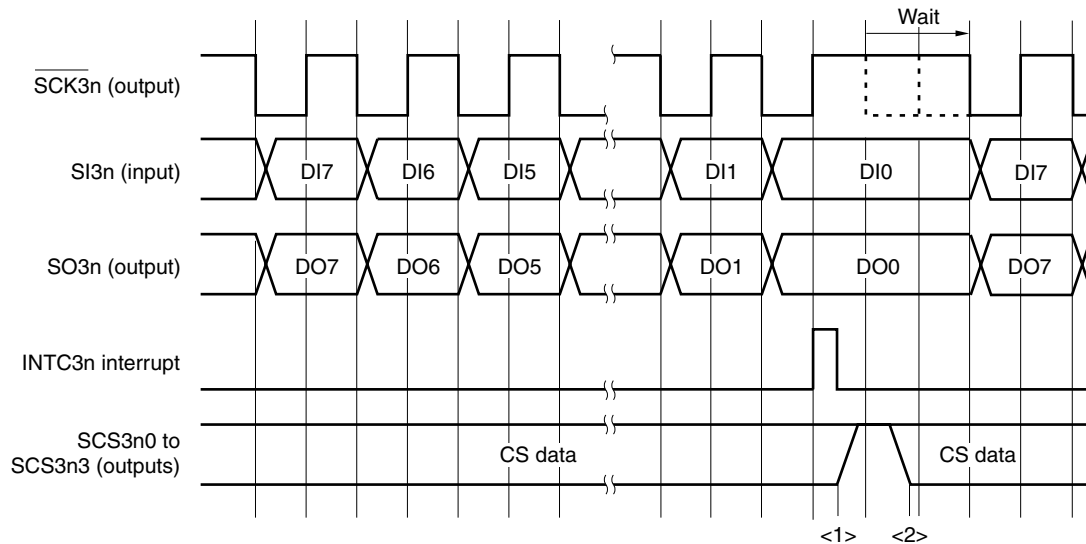 Wait
SCK3n (output)
SI3n (input)
DI7
DI6
DI5
DI1
DI0
DI7
SO3n (output)
DO7
DO6
DO5
DO1
DO0
DO7
INTC3n interrupt
SCS3n0 to
SCS3n3 (outputs)
CS data
CS data
<1>
<2>